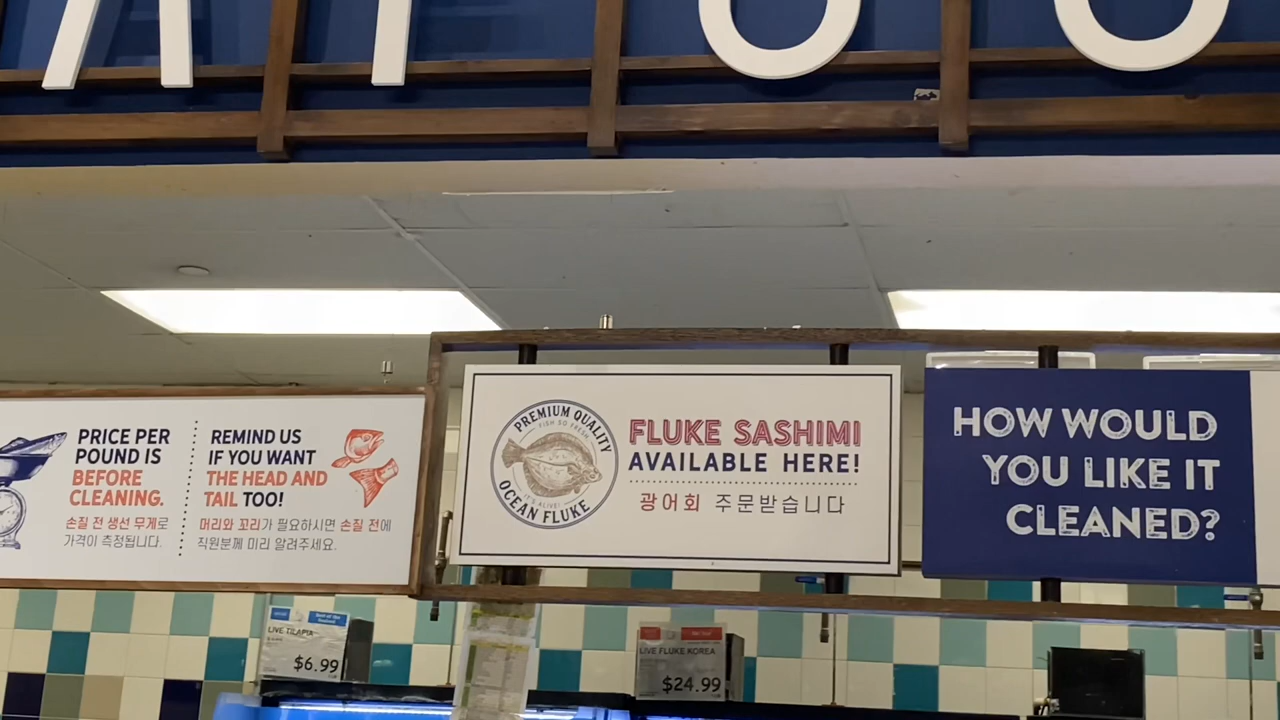 PRICE PER
POUND IS
BEFORE
CLEANING.
손질 전 생선 무게로
가격이 측정됩니다.
REMIND US
IF YOU WANT
THE HEAD AND
TAIL TOO!
머리와 꼬리가 필요하시면 손질 전에
직원분께 미리 알려주세요.
PREMIUM QUALITY
FISH SO FRESH
IT'S ALIVE!
OCEAN FLUKE
FLUKE SASHIMI
AVAILABLE HERE!
광어회 주문받습니다
HOW WOULD
YOU LIKE IT
CLEANED?
LIVE TILAPIA
$6.99
LIVE FLUKE KOREA
$24.99